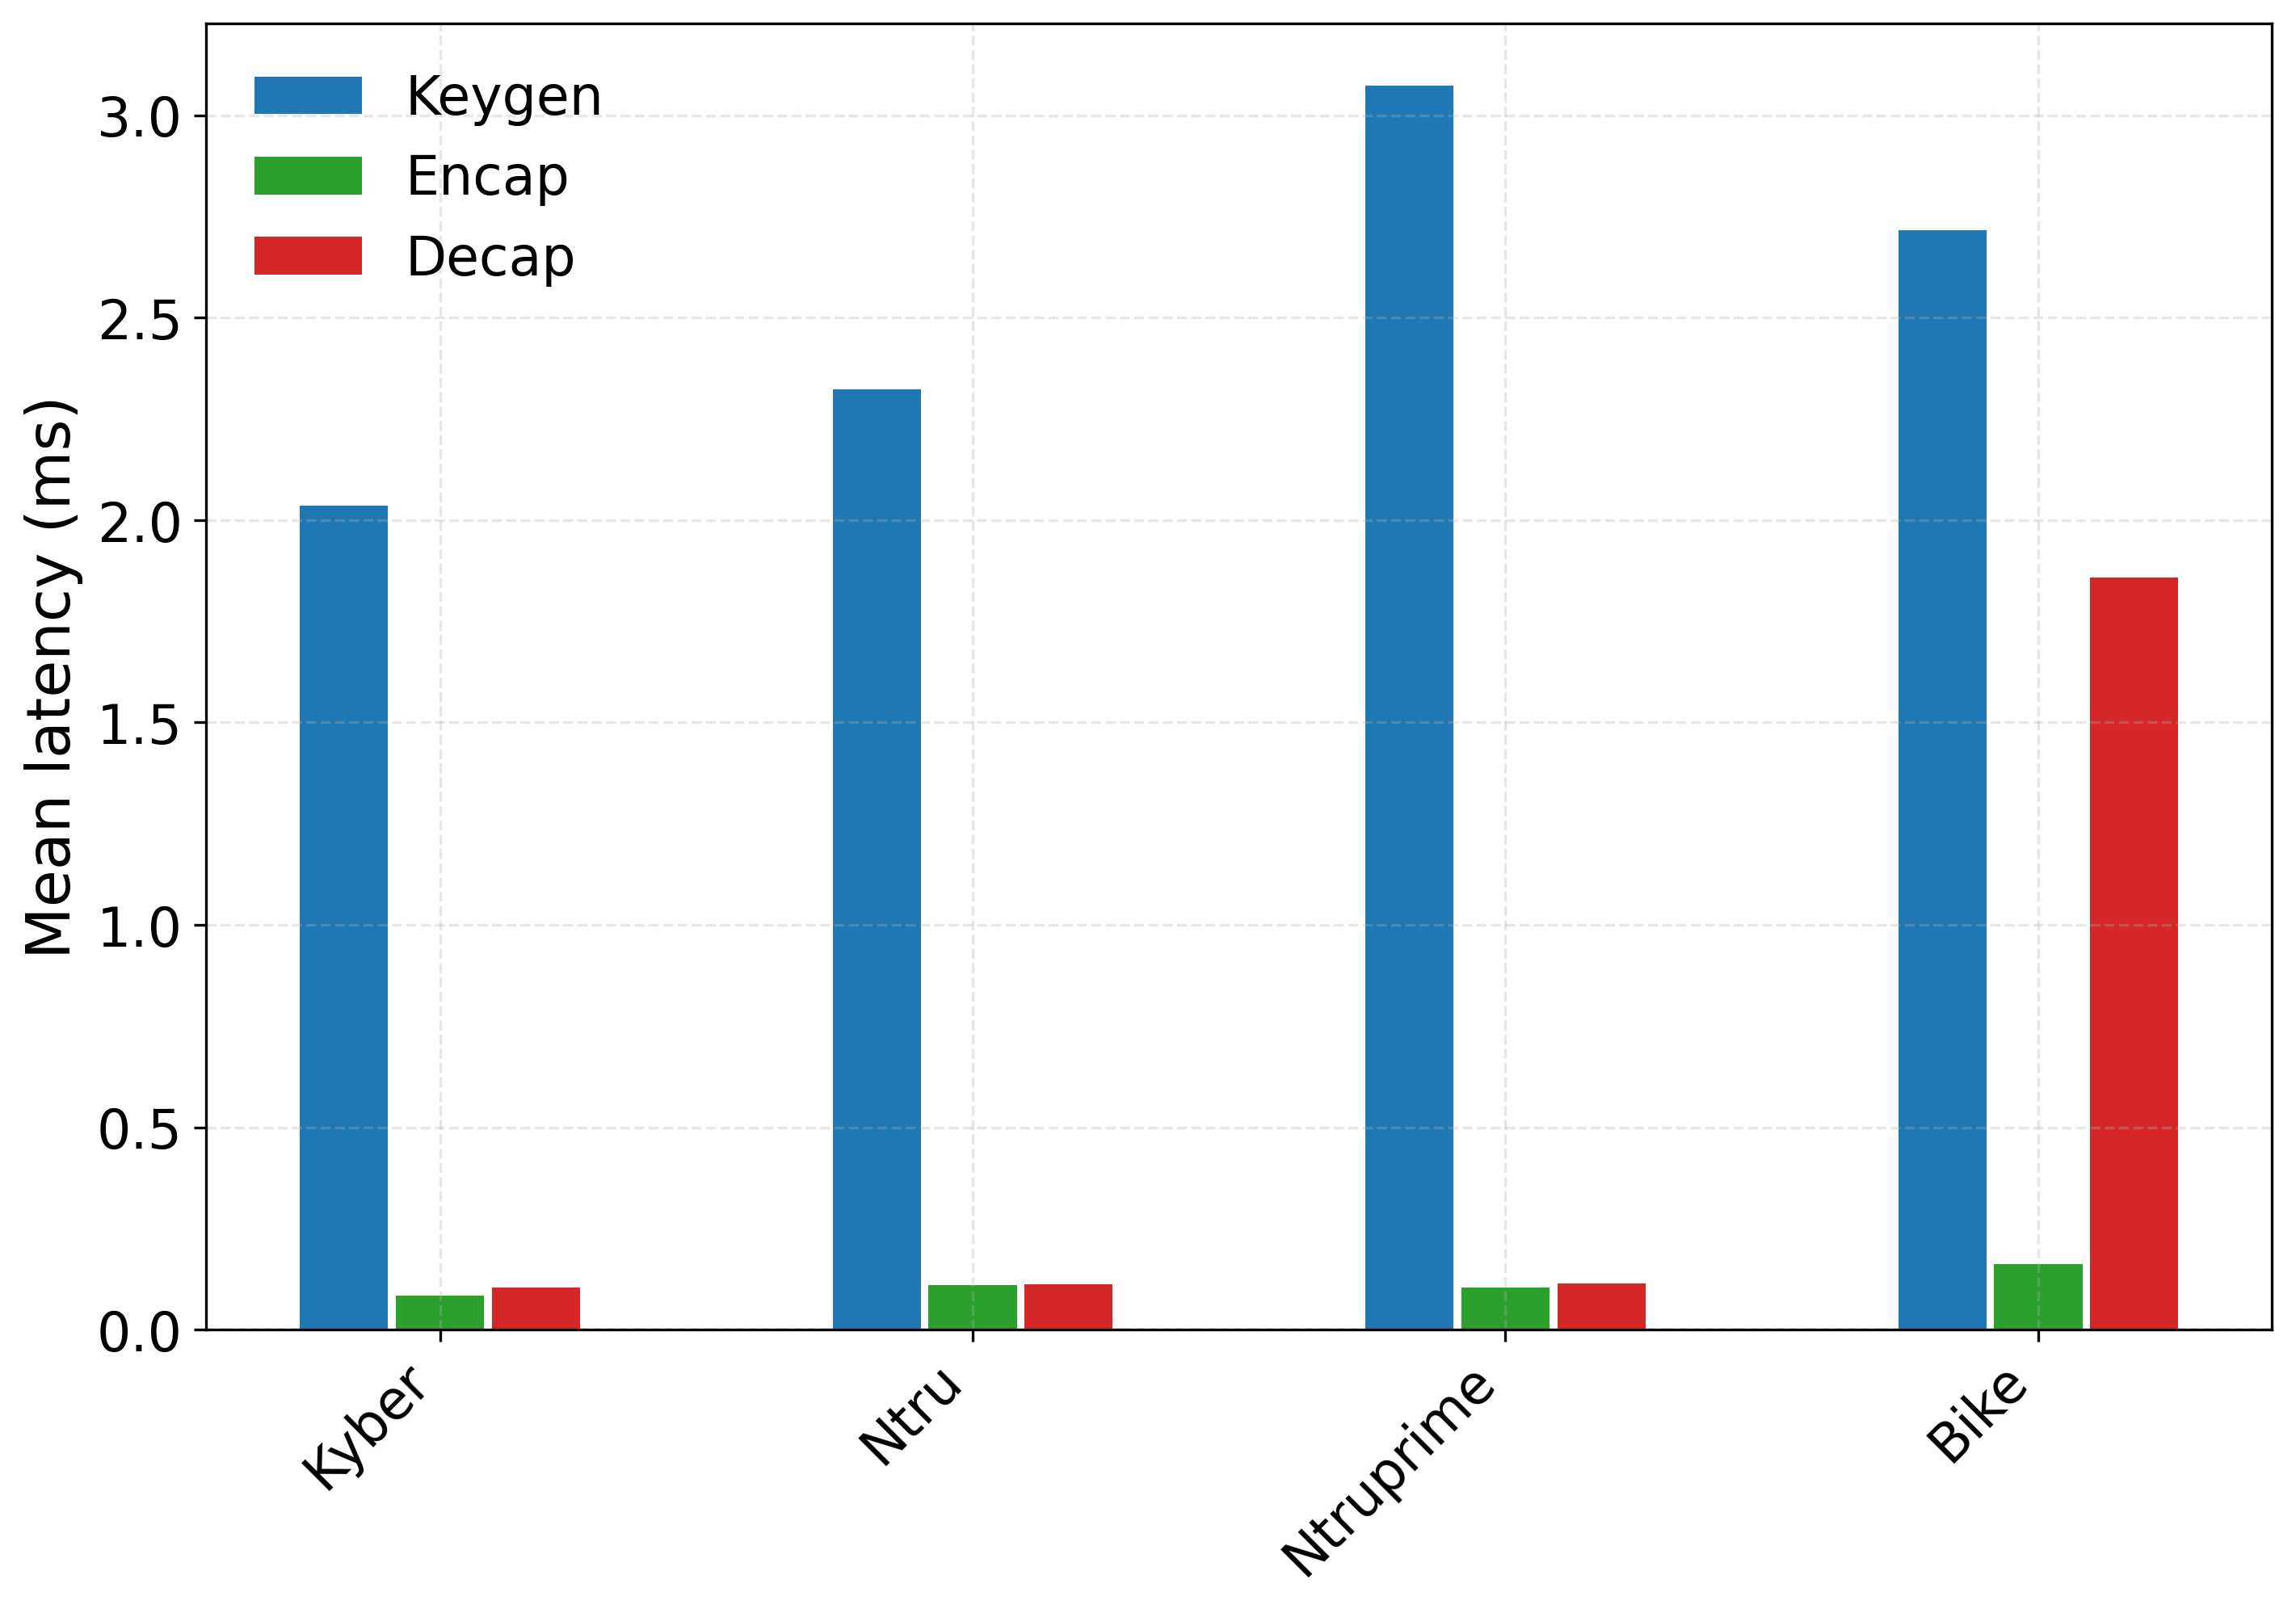 Keygen
Encap
Decap
Mean latency (ms)
3.0
2.5
2.0
1.5
1.0
0.5
0.0
Kyber
Ntru
Ntruprime
Bike